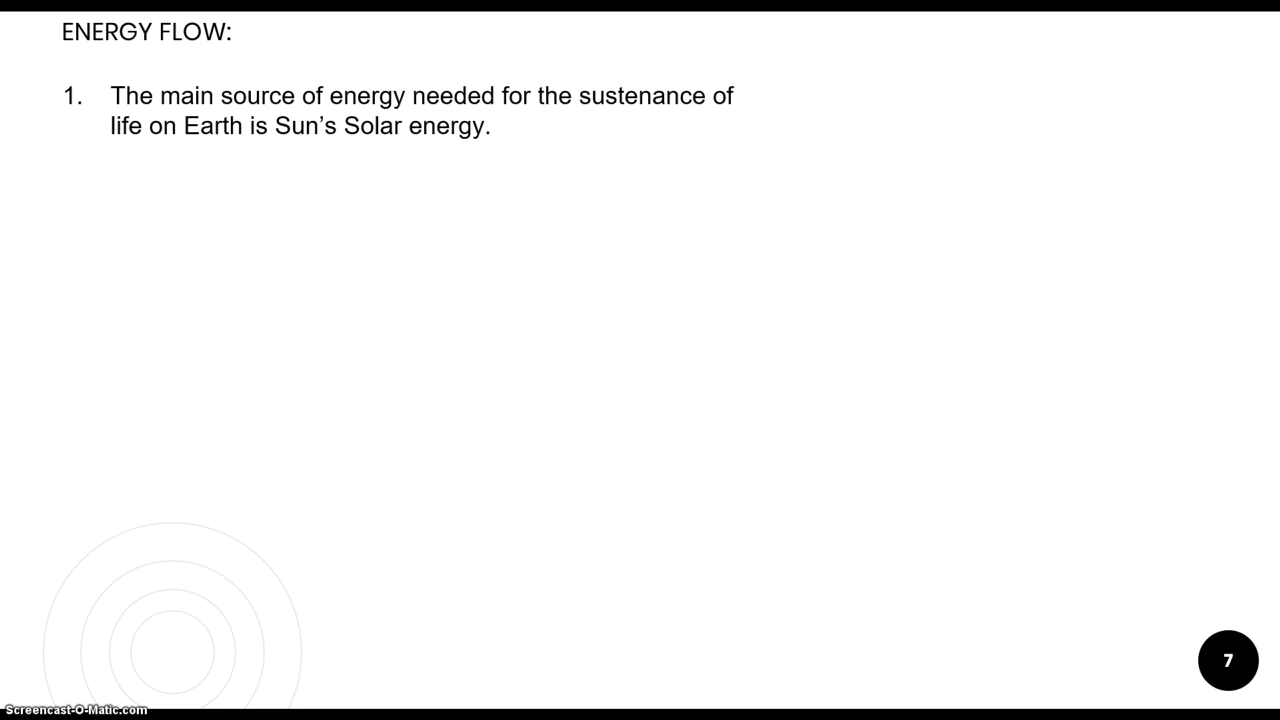 ENERGY FLOW:
1. The main source of energy needed for the sustenance of
life on Earth is Sun’s Solar energy.
7
Screencast-O-Matic.com